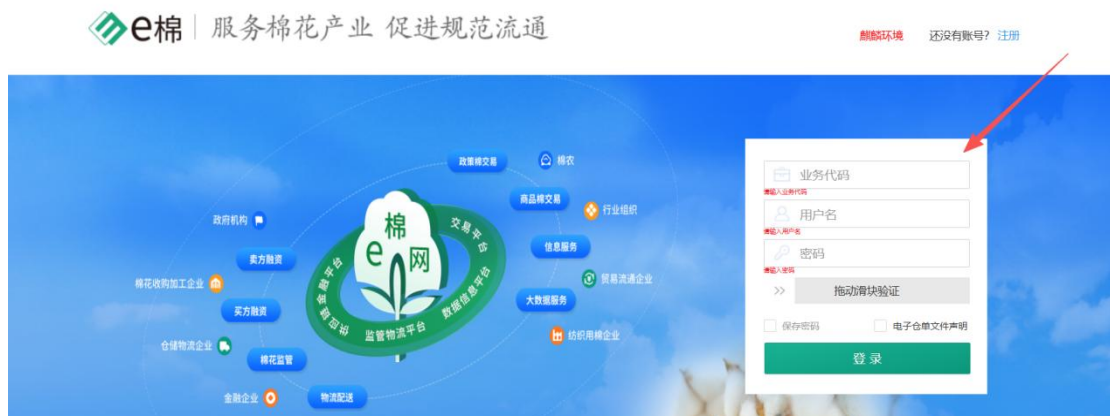 e棉 服务棉花产业 促进规范流通
麒麟环境 还没有账号? 注册
政策棉交易
棉农
商品棉交易
行业组织
信息服务
贸易流通企业
大数据服务
纺织用棉企业
政府机构
卖方融资
棉花收购加工企业
买方融资
仓储物流企业
棉花监管
金融企业
物流配送
棉
e 网
交易平台
数据信息平台
监管物流平台
供应链金融平台
业务代码
请输入业务代码
用户名
请输入用户名
密码
请输入密码
>> 拖动滑块验证
保存密码 电子仓单文件声明
登 录